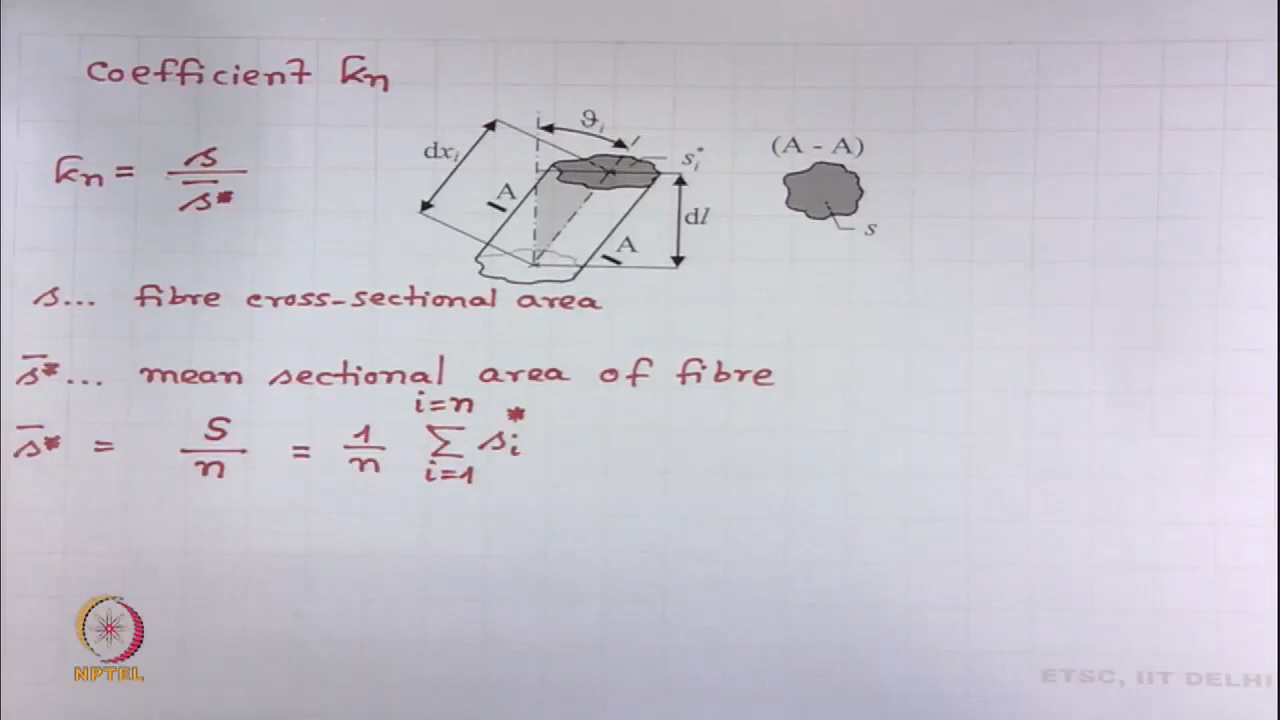 coefficient kn
kn = s / s̄*
ϑi
dxi
si*
A
A
dl
(A - A)
s
s... fibre cross-sectional area
s̄*... mean sectional area of fibre
s̄* = S/n = 1/n Σ i=1 i=n si*
NPTEL
ETSC, IIT DELHI